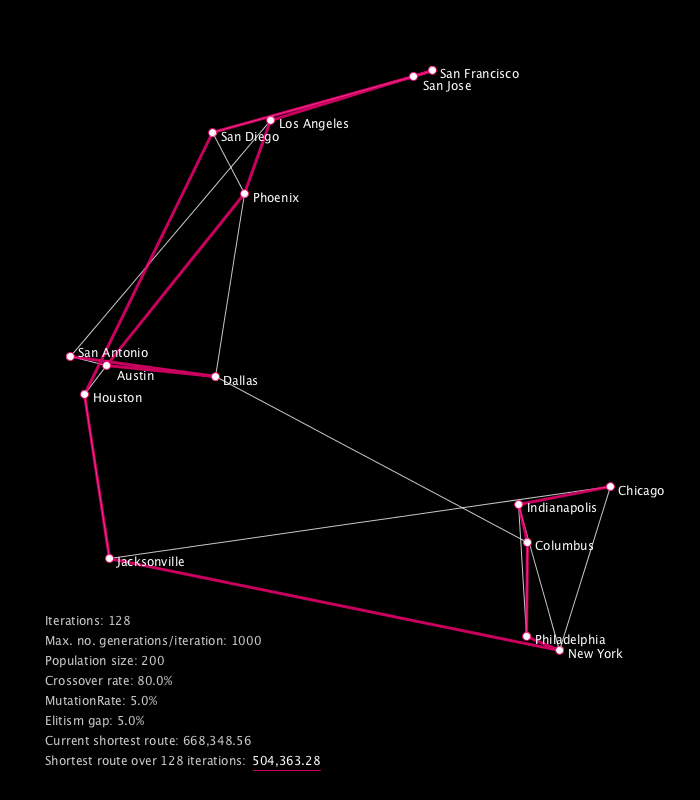 San Francisco
San Jose
Los Angeles
San Diego
Phoenix
San Antonio
Austin
Dallas
Houston
Chicago
Indianapolis
Columbus
Jacksonville
Philadelphia
New York
Iterations: 128
Max. no. generations/iteration: 1000
Population size: 200
Crossover rate: 80.0%
MutationRate: 5.0%
Elitism gap: 5.0%
Current shortest route: 668,348.56
Shortest route over 128 iterations: 504,363.28